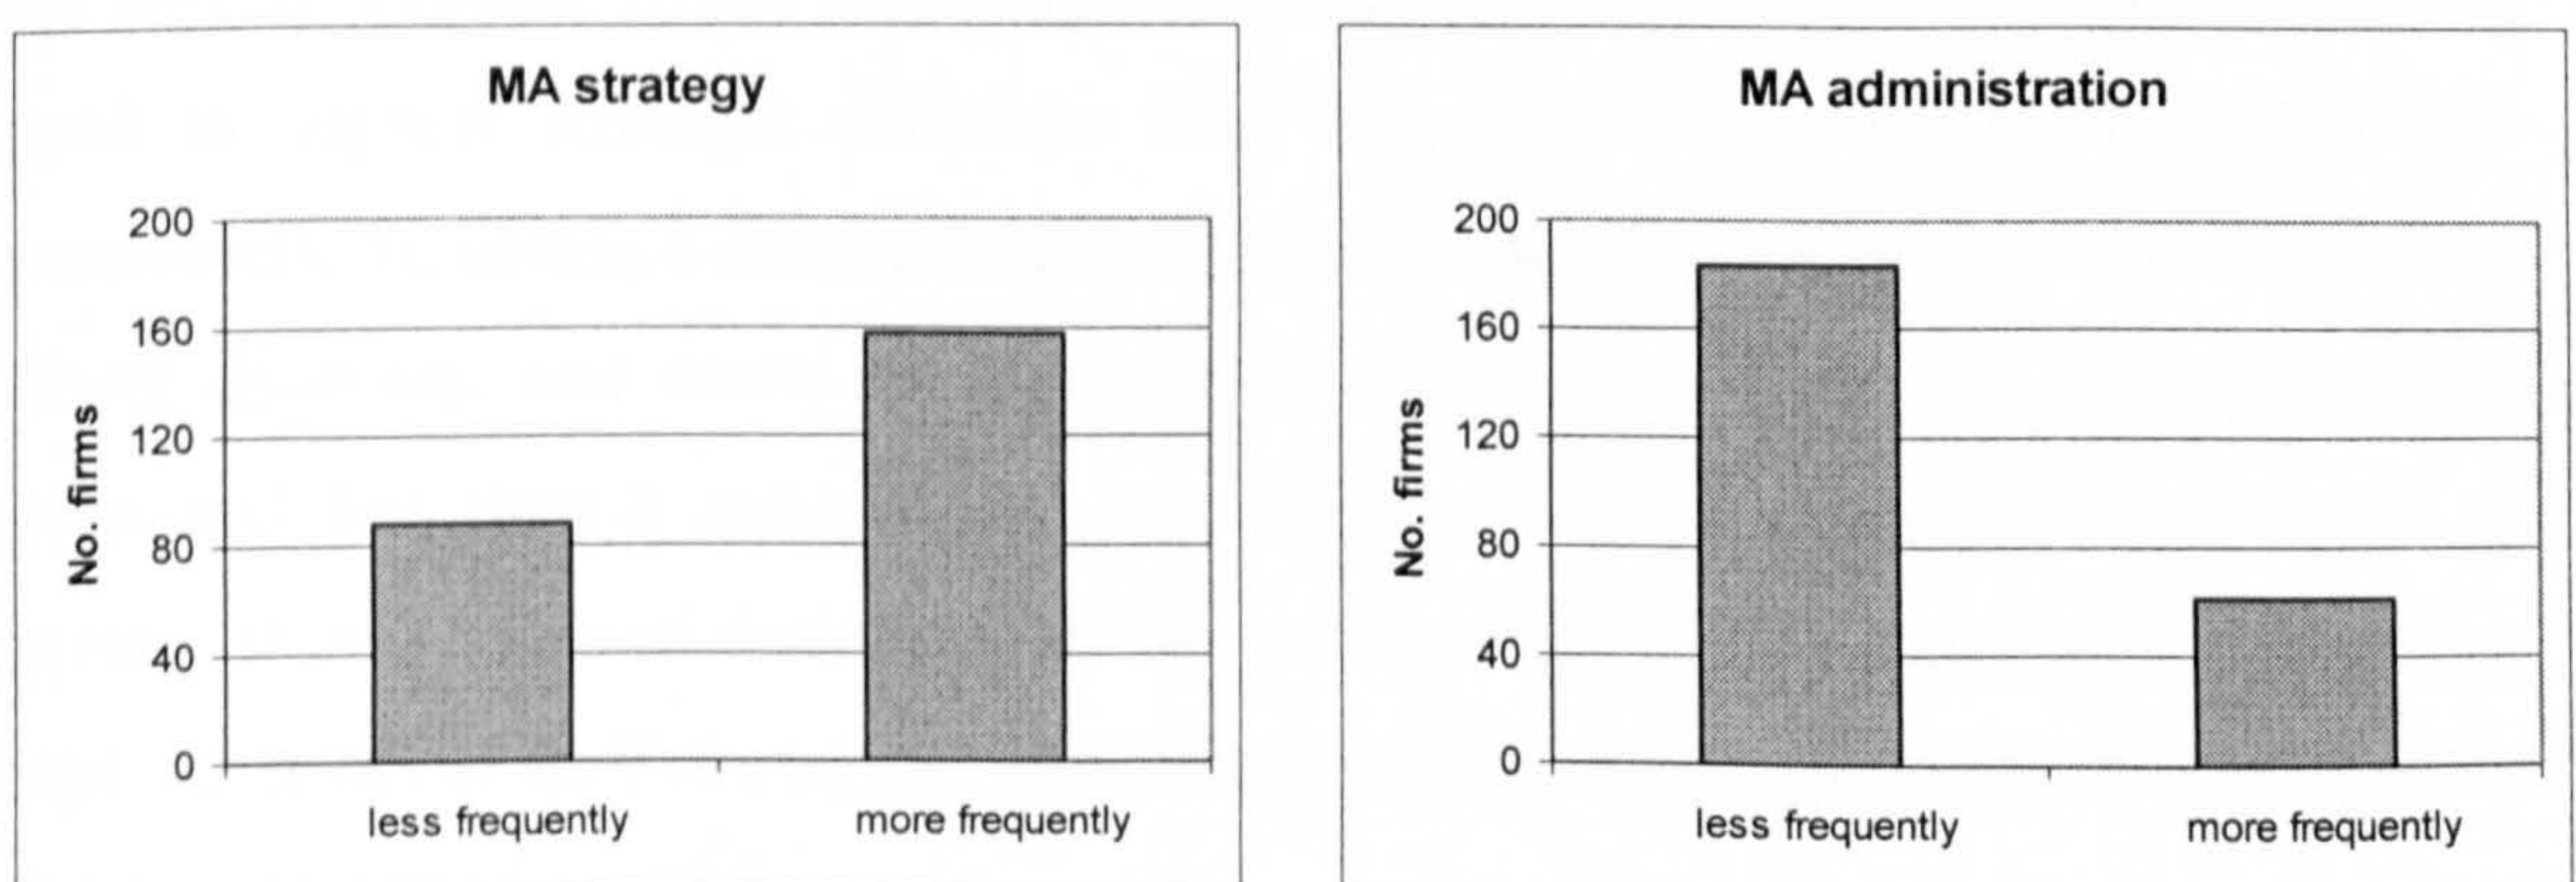 MA strategy
No. firms
200
160
120
80
40
0
less frequently more frequently
MA administration
No. firms
200
160
120
80
40
0
less frequently more frequently